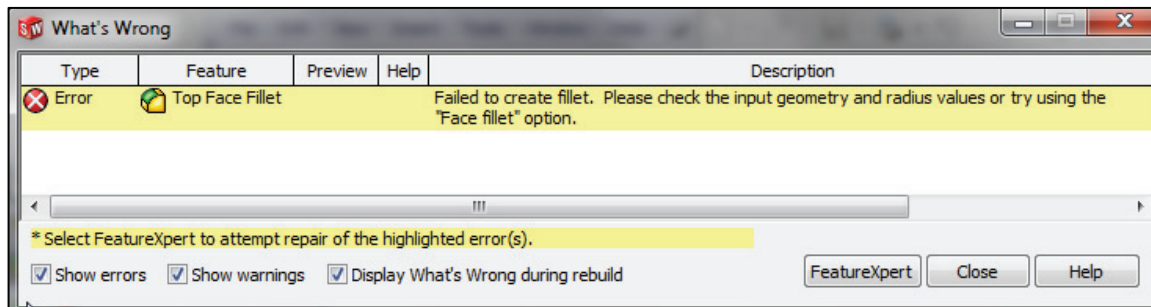 SW What's Wrong
Type Feature Preview Help Description
Error Top Face Fillet Failed to create fillet. Please check the input geometry and radius values or try using the
"Face fillet" option.
* Select FeatureXpert to attempt repair of the highlighted error(s).
Show errors Show warnings Display What's Wrong during rebuild FeatureXpert Close Help